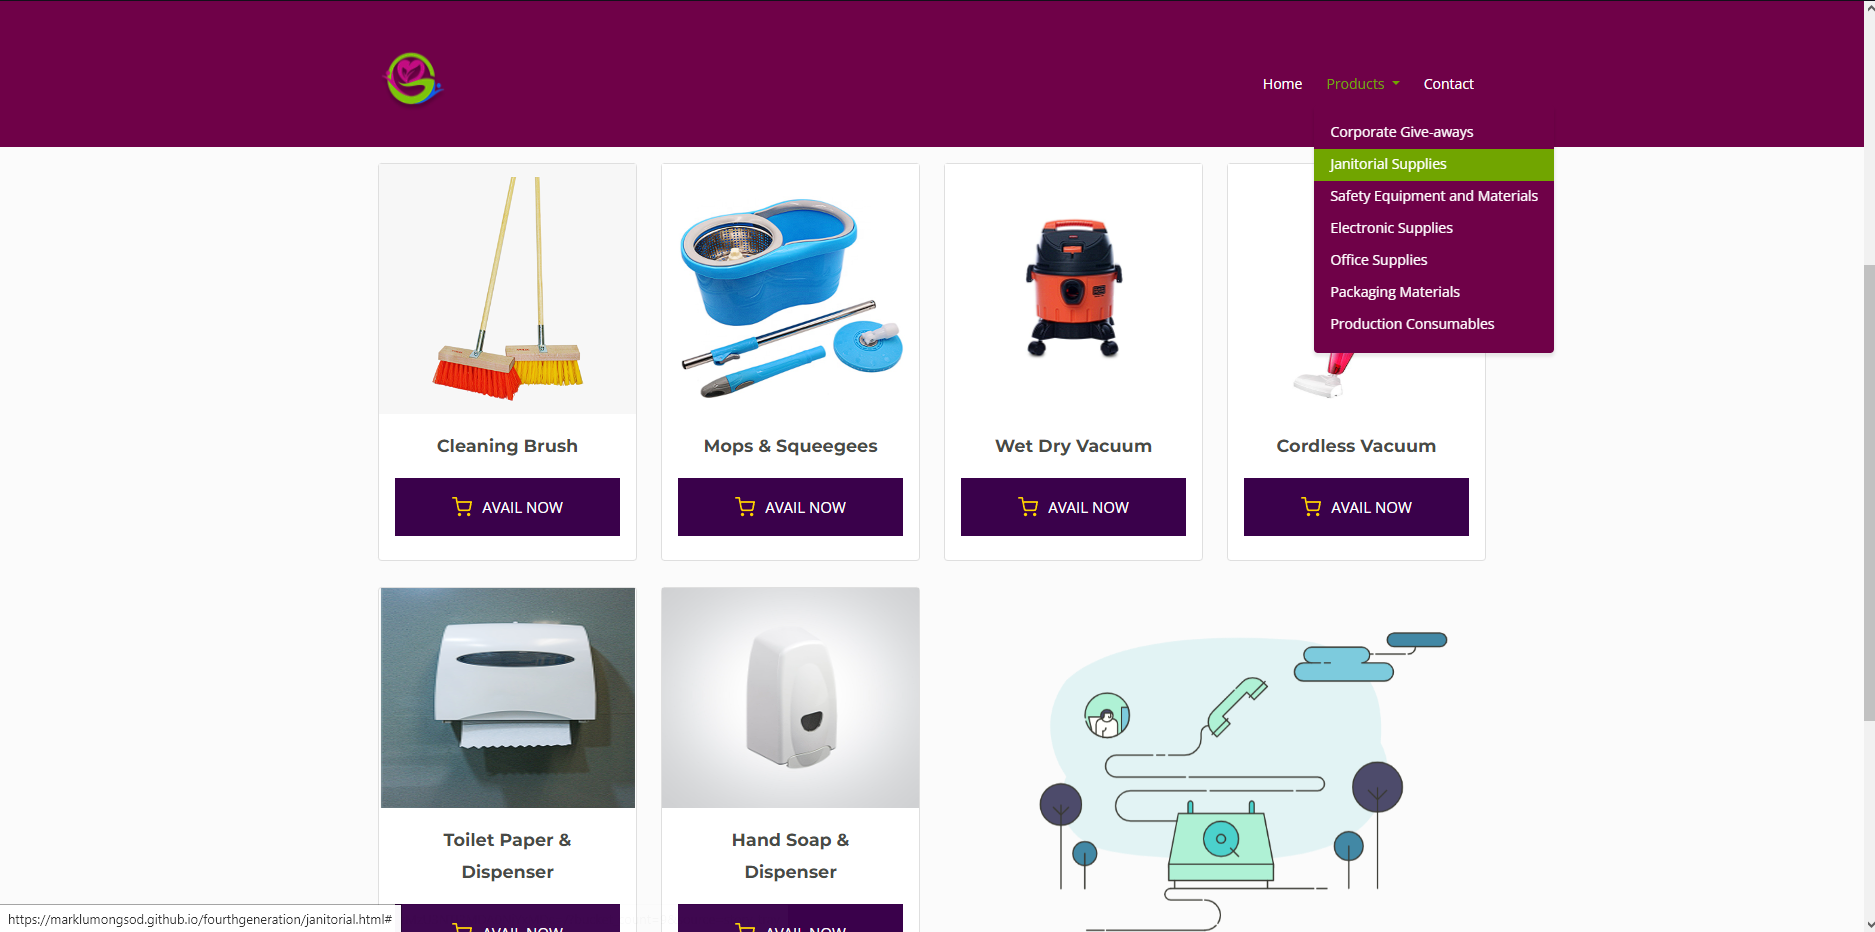 Home Products Contact
Corporate Give-aways
Janitorial Supplies
Safety Equipment and Materials
Electronic Supplies
Office Supplies
Packaging Materials
Production Consumables
Cleaning Brush
AVAIL NOW
Mops & Squeegees
AVAIL NOW
Wet Dry Vacuum
AVAIL NOW
Cordless Vacuum
AVAIL NOW
Toilet Paper &
Dispenser
AVAIL NOW
Hand Soap &
Dispenser
AVAIL NOW
https://marklumongsod.github.io/fourthgeneration/janitorial.html#